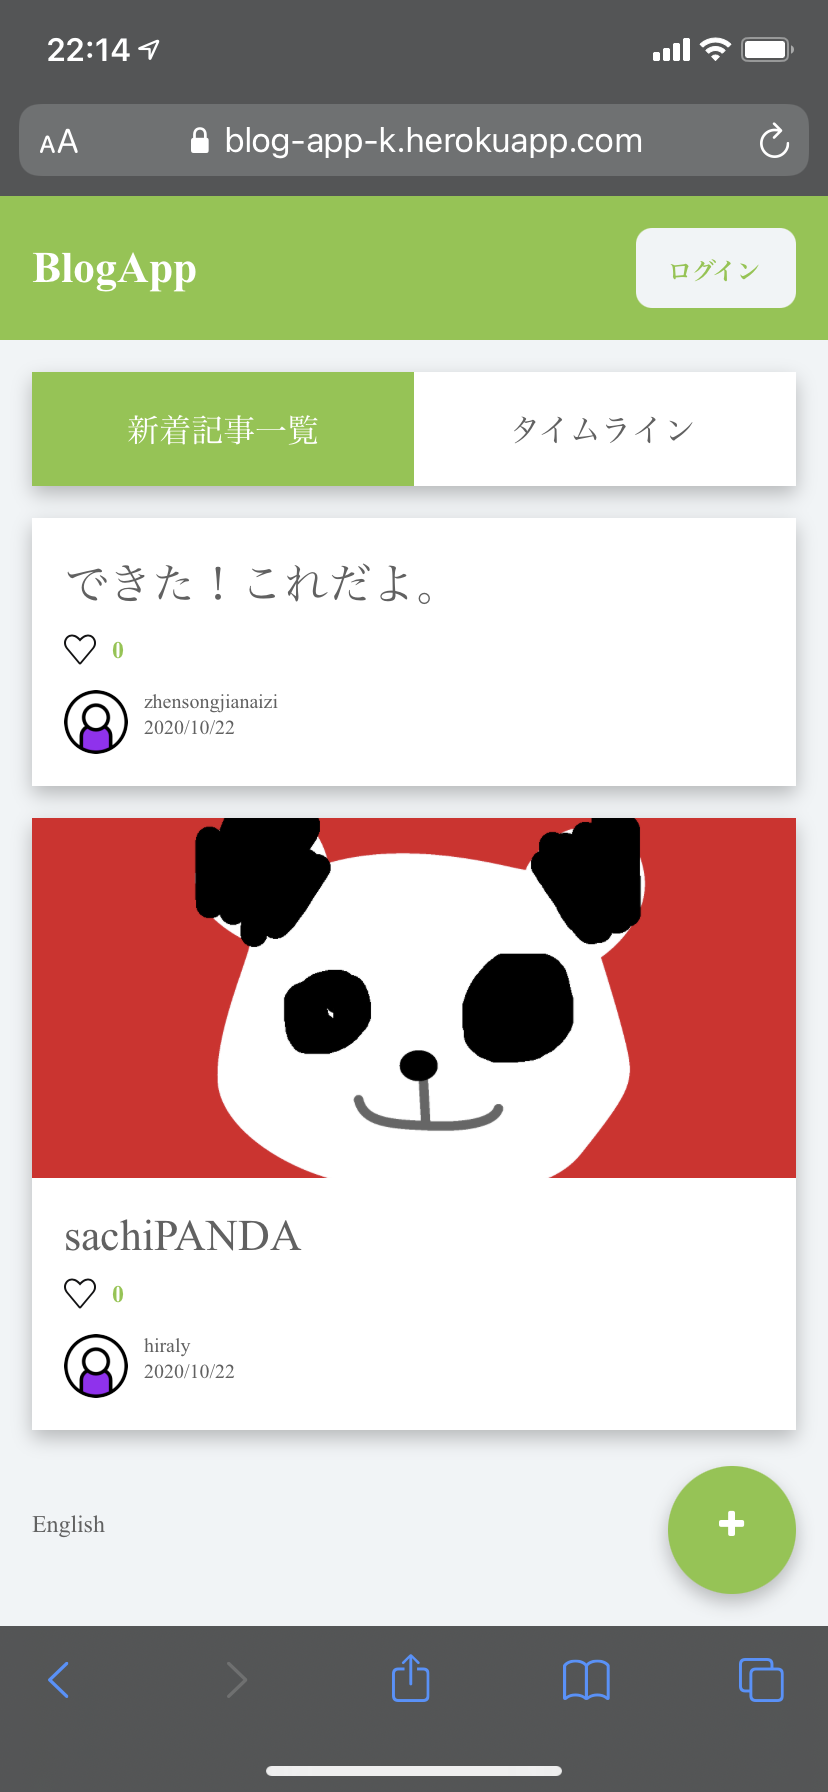 22:14
AA
blog-app-k.herokuapp.com
BlogApp
ログイン
新着記事一覧
タイムライン
できた！これだよ。
0
zhensongjianaizi
2020/10/22
sachiPANDA
0
hiraly
2020/10/22
English